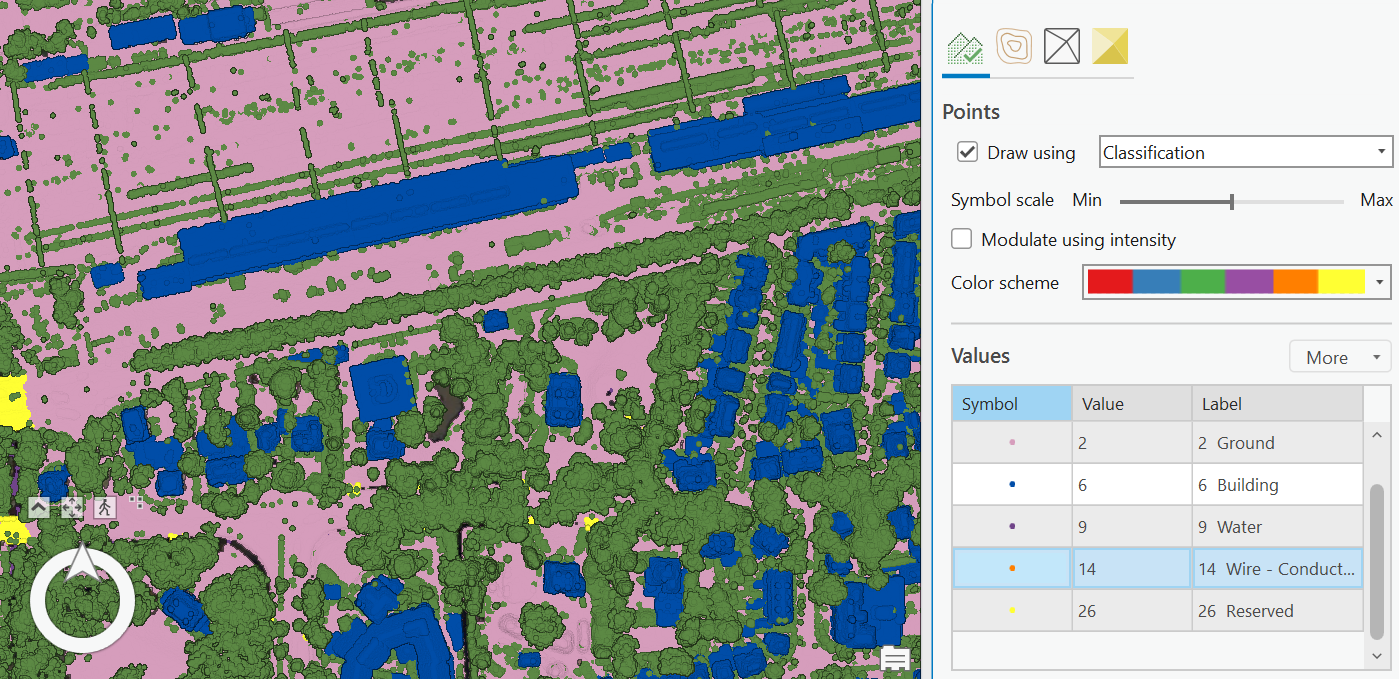 Points
Draw using Classification
Symbol scale Min Max
Modulate using intensity
Color scheme
Values More
Symbol Value Label
2 2 Ground
6 6 Building
9 9 Water
14 14 Wire - Conduct...
26 26 Reserved